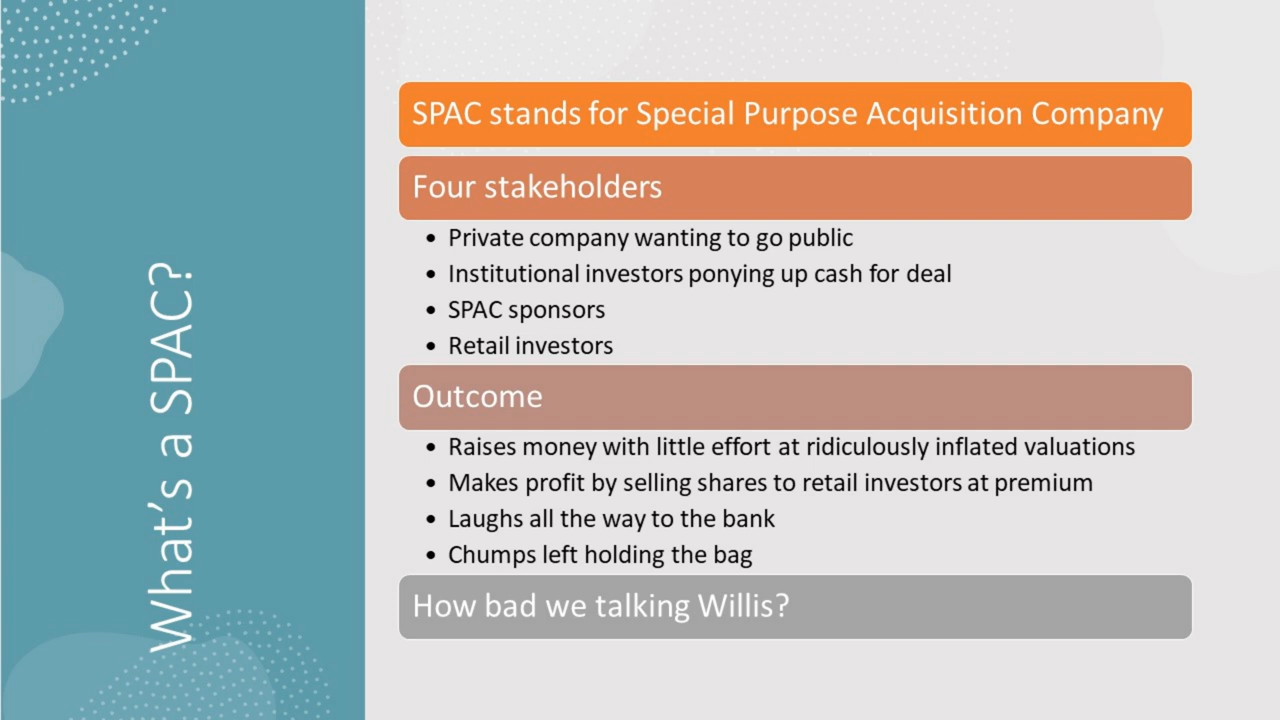 What's a SPAC?
SPAC stands for Special Purpose Acquisition Company
Four stakeholders
• Private company wanting to go public
• Institutional investors ponying up cash for deal
• SPAC sponsors
• Retail investors
Outcome
• Raises money with little effort at ridiculously inflated valuations
• Makes profit by selling shares to retail investors at premium
• Laughs all the way to the bank
• Chumps left holding the bag
How bad we talking Willis?